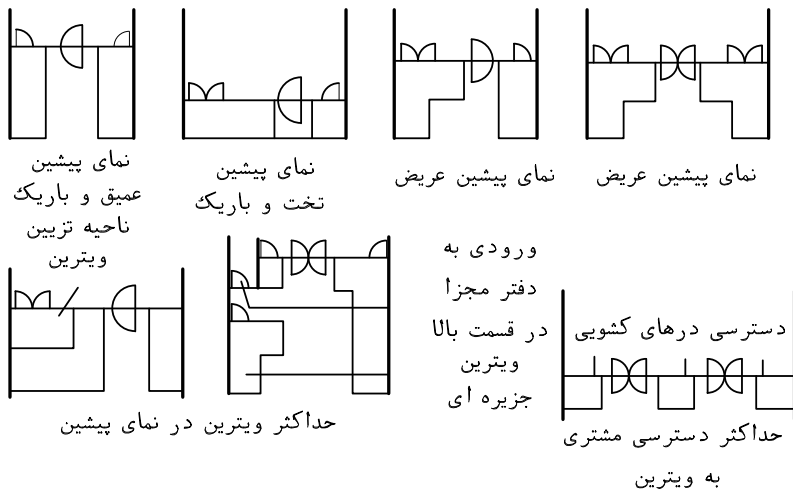 نمای پیشین
عمیق و باریک
نمای پیشین
تخت و باریک
نمای پیشین عریض
نمای پیشین عریض
ناحیه تزیین
ویترین
ورودی به
دفتر مجزا
در قسمت بالا
ویترین
جزیره ای
دسترسی درهای کشویی
حداکثر ویترین در نمای پیشین
حداکثر دسترسی مشتری
به ویترین